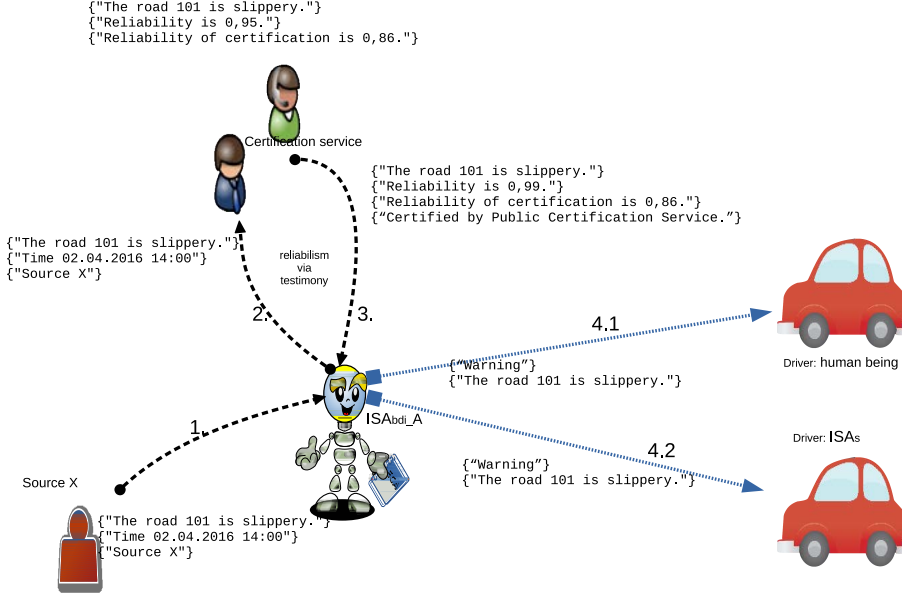 {"The road 101 is slippery."}
{"Reliability is 0,95."}
{"Reliability of certification is 0,86."}
Certification service
{"The road 101 is slippery."}
{"Reliability is 0,99."}
{"Reliability of certification is 0,86."}
{“Certified by Public Certification Service.”}
{"The road 101 is slippery."}
{"Time 02.04.2016 14:00"}
{"Source X"}
reliabilism
via
testimony
2.
3.
4.1
Driver: human being
{“Warning”}
{"The road 101 is slippery."}
ISAbdi_A
1.
Driver: ISAs
4.2
{“Warning”}
{"The road 101 is slippery."}
Source X
{"The road 101 is slippery."}
{"Time 02.04.2016 14:00"}
{"Source X"}